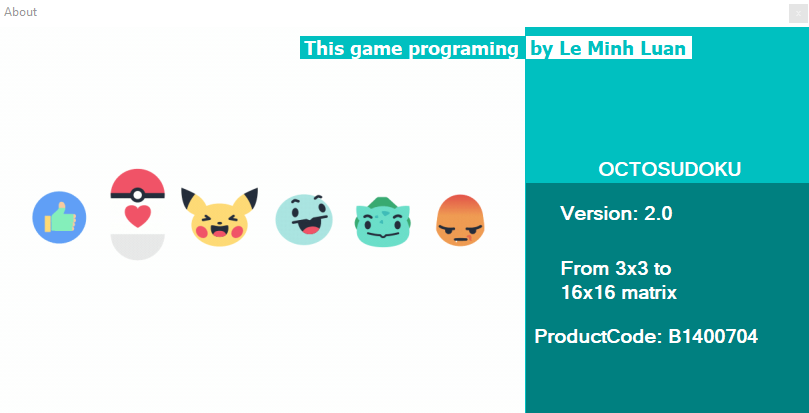 About
This game programing by Le Minh Luan
OCTOSUDOKU
Version: 2.0
From 3x3 to
16x16 matrix
ProductCode: B1400704